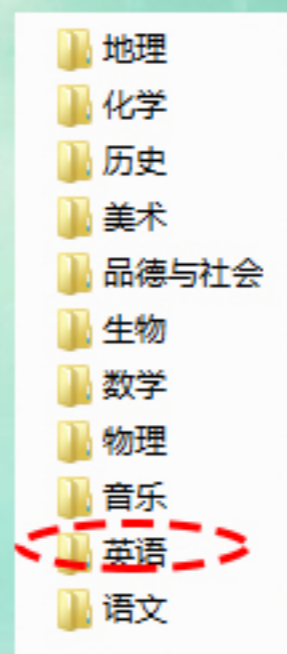 地理
化学
历史
美术
品德与社会
生物
数学
物理
音乐
英语
语文